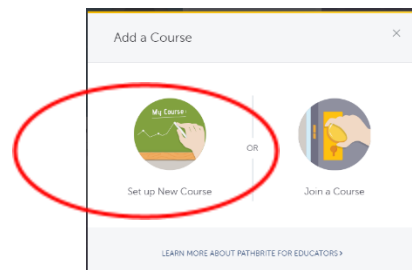 Add a Course
×
My Course:
OR
Set up New Course
Join a Course
LEARN MORE ABOUT PATHBRITE FOR EDUCATORS >